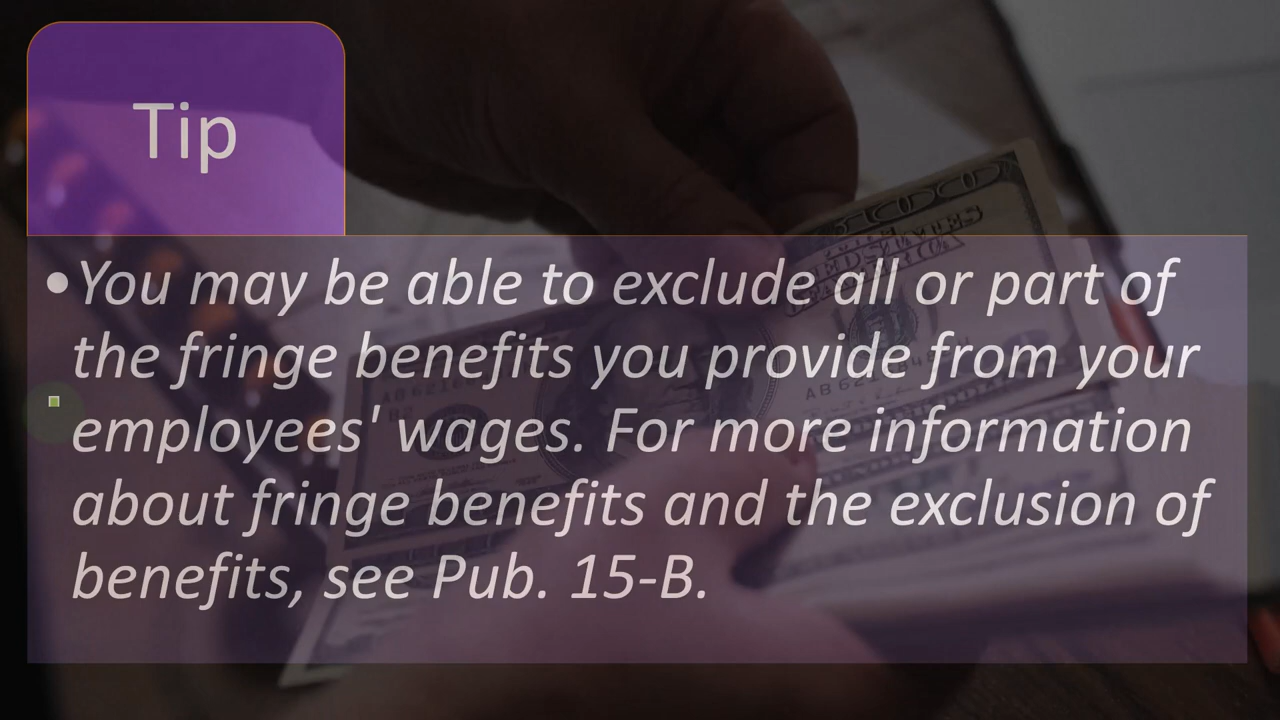 Tip
•You may be able to exclude all or part of
the fringe benefits you provide from your
employees' wages. For more information
about fringe benefits and the exclusion of
benefits, see Pub. 15-B.